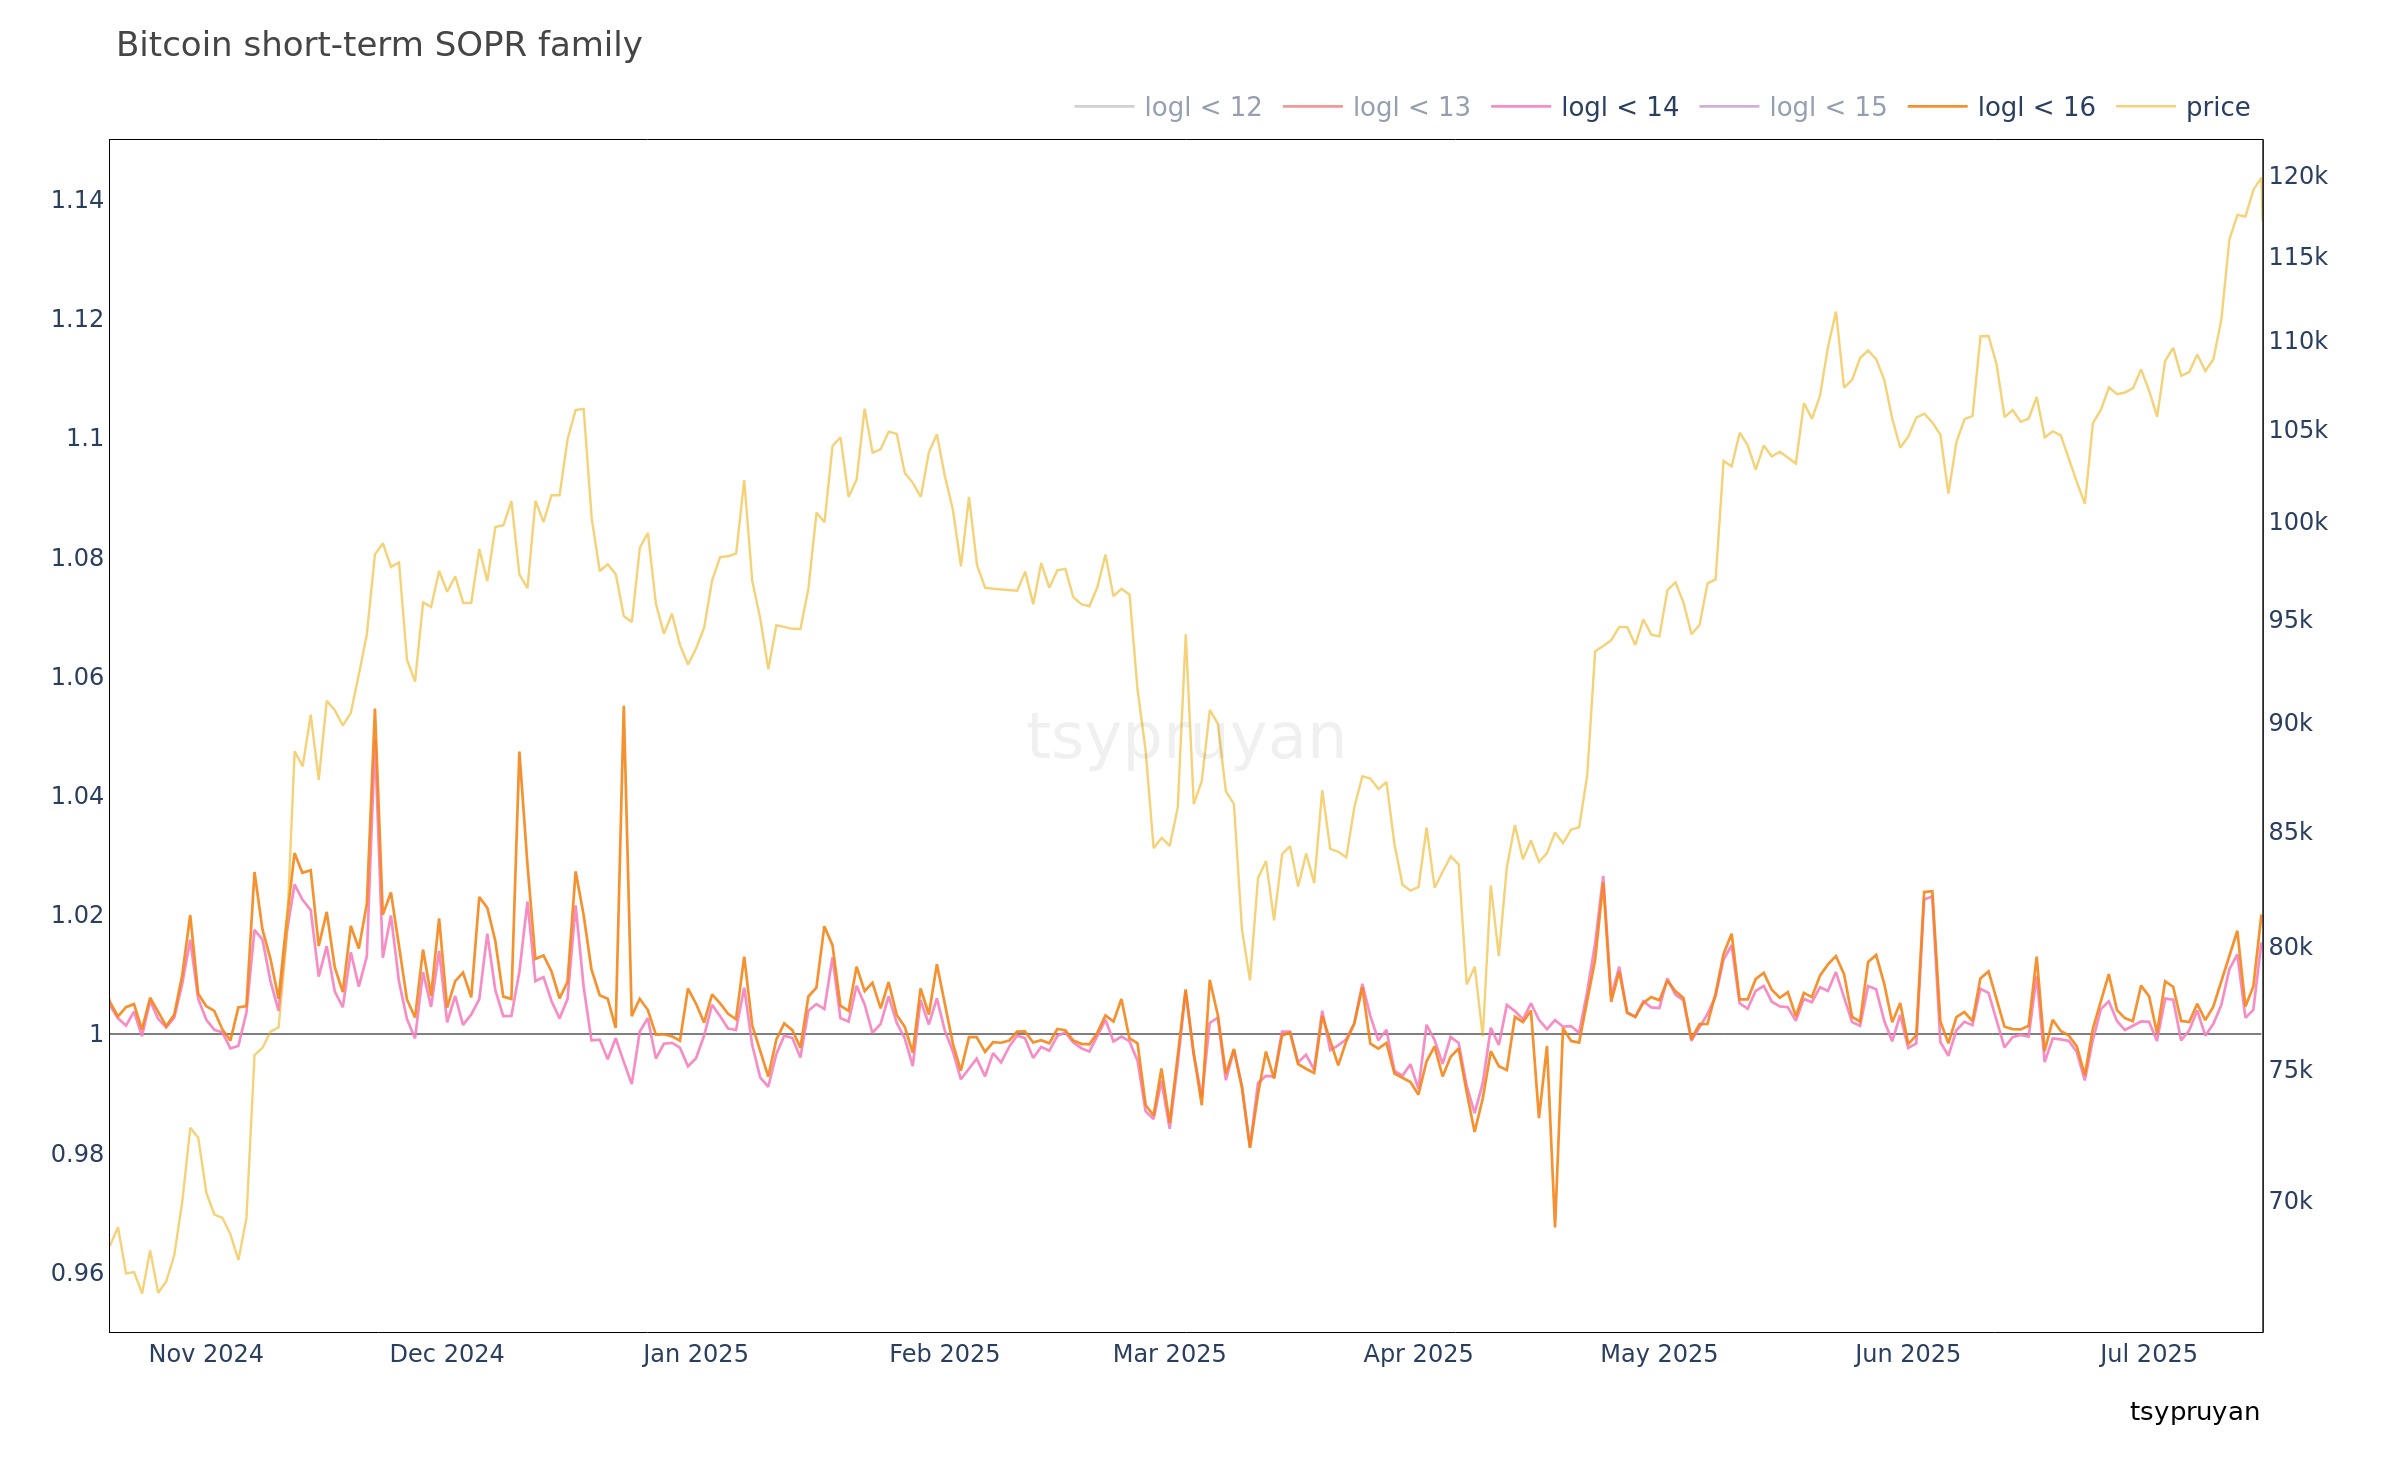 Bitcoin short-term SOPR family
logl < 12 logl < 13 logl < 14 logl < 15 logl < 16 price
1.14
1.12
1.1
1.08
1.06
1.04
1.02
1
0.98
0.96
120k
115k
110k
105k
100k
95k
90k
85k
80k
75k
70k
tsypruyan
Nov 2024 Dec 2024 Jan 2025 Feb 2025 Mar 2025 Apr 2025 May 2025 Jun 2025 Jul 2025
tsypruyan